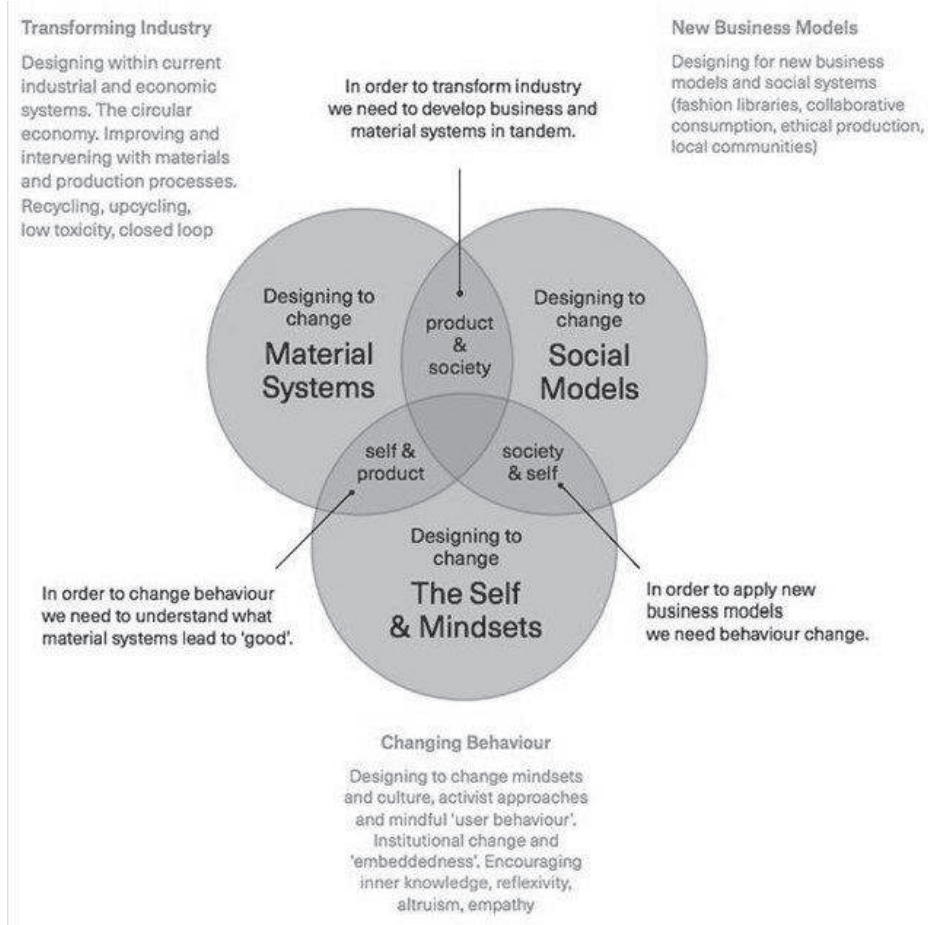 Transforming Industry
Designing within current
industrial and economic
systems. The circular
economy. Improving and
intervening with materials
and production processes.
Recycling, upcycling,
low toxicity, closed loop
In order to transform industry
we need to develop business and
material systems in tandem.
New Business Models
Designing for new business
models and social systems
(fashion libraries, collaborative
consumption, ethical production,
local communities)
Designing to
change
Material
Systems
product
&
society
Designing to
change
Social
Models
self &
product
society
& self
Designing to
change
The Self
& Mindsets
In order to change behaviour
we need to understand what
material systems lead to 'good'.
In order to apply new
business models
we need behaviour change.
Changing Behaviour
Designing to change mindsets
and culture, activist approaches
and mindful 'user behaviour'.
Institutional change and
'embeddedness'. Encouraging
inner knowledge, reflexivity,
altruism, empathy